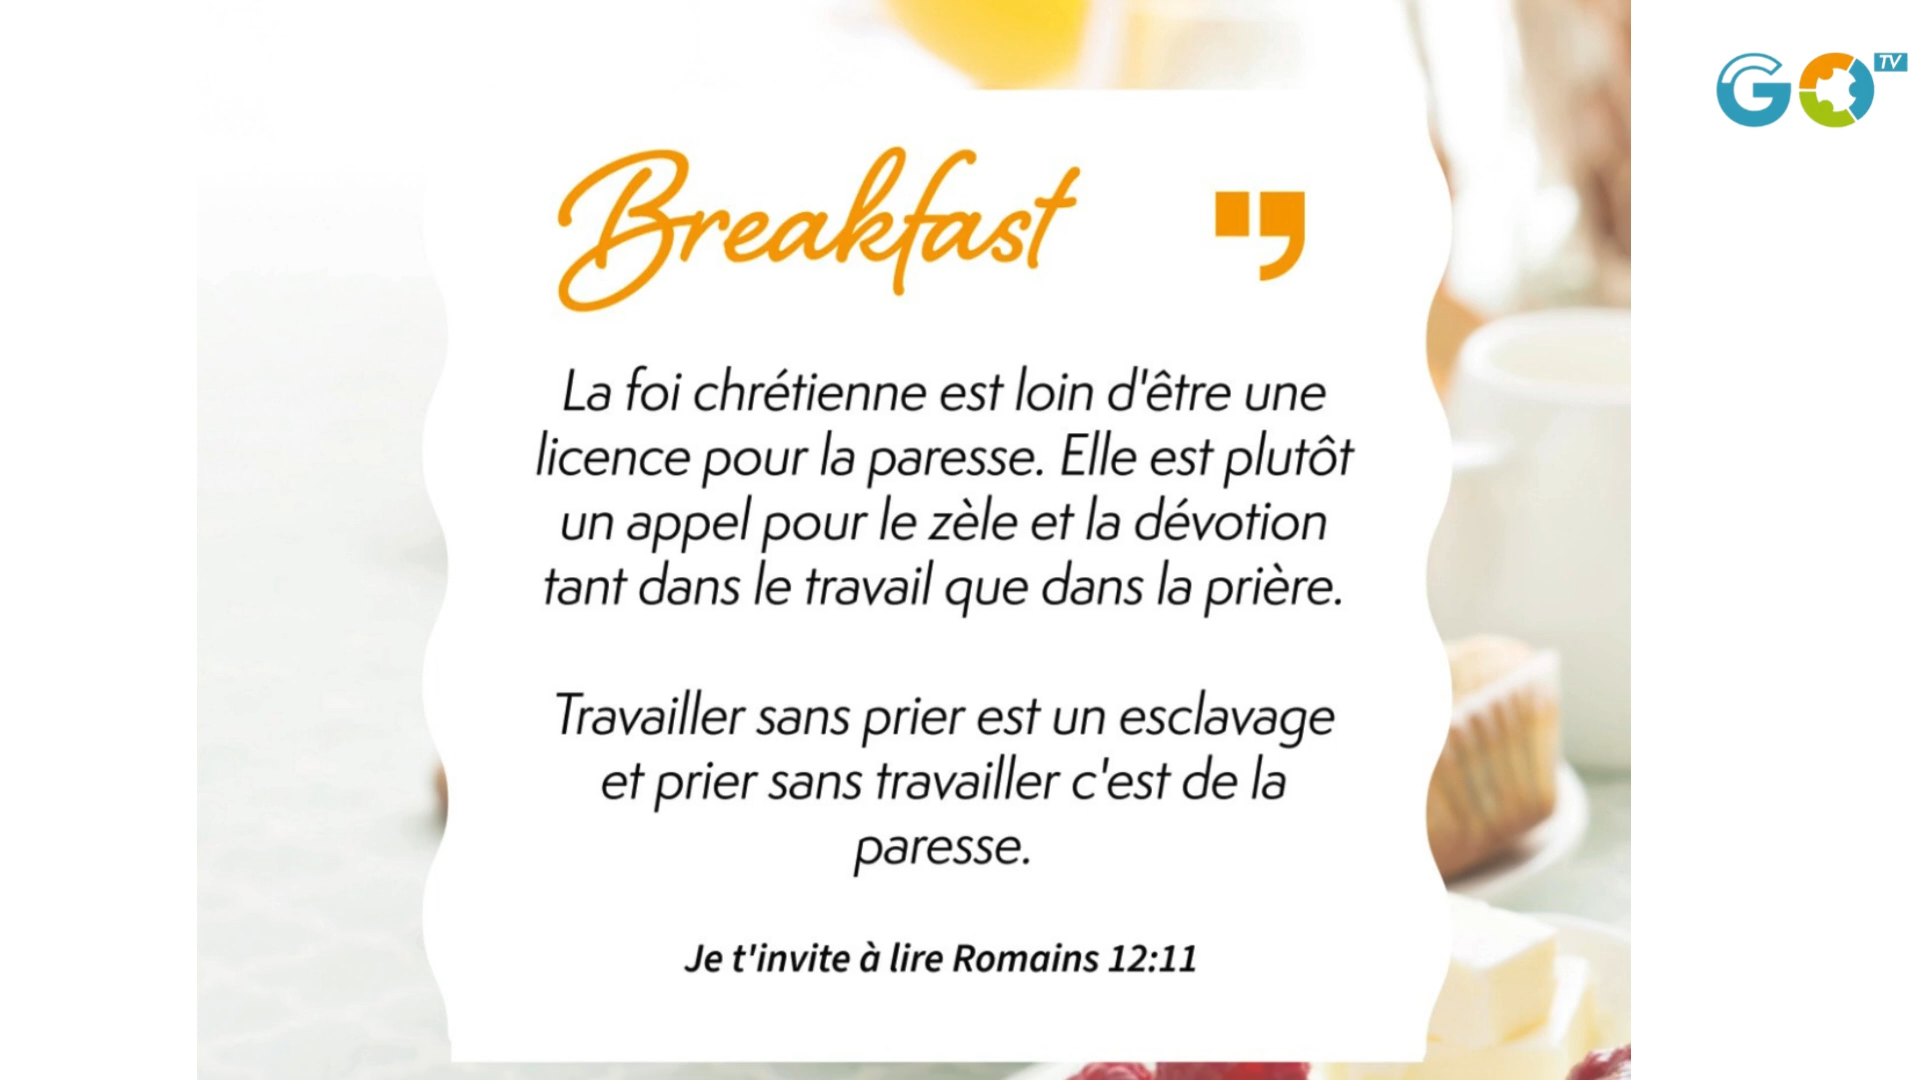 GO TV
Breakfast "
La foi chrétienne est loin d'être une
licence pour la paresse. Elle est plutôt
un appel pour le zèle et la dévotion
tant dans le travail que dans la prière.
Travailler sans prier est un esclavage
et prier sans travailler c'est de la
paresse.
Je t'invite à lire Romains 12:11